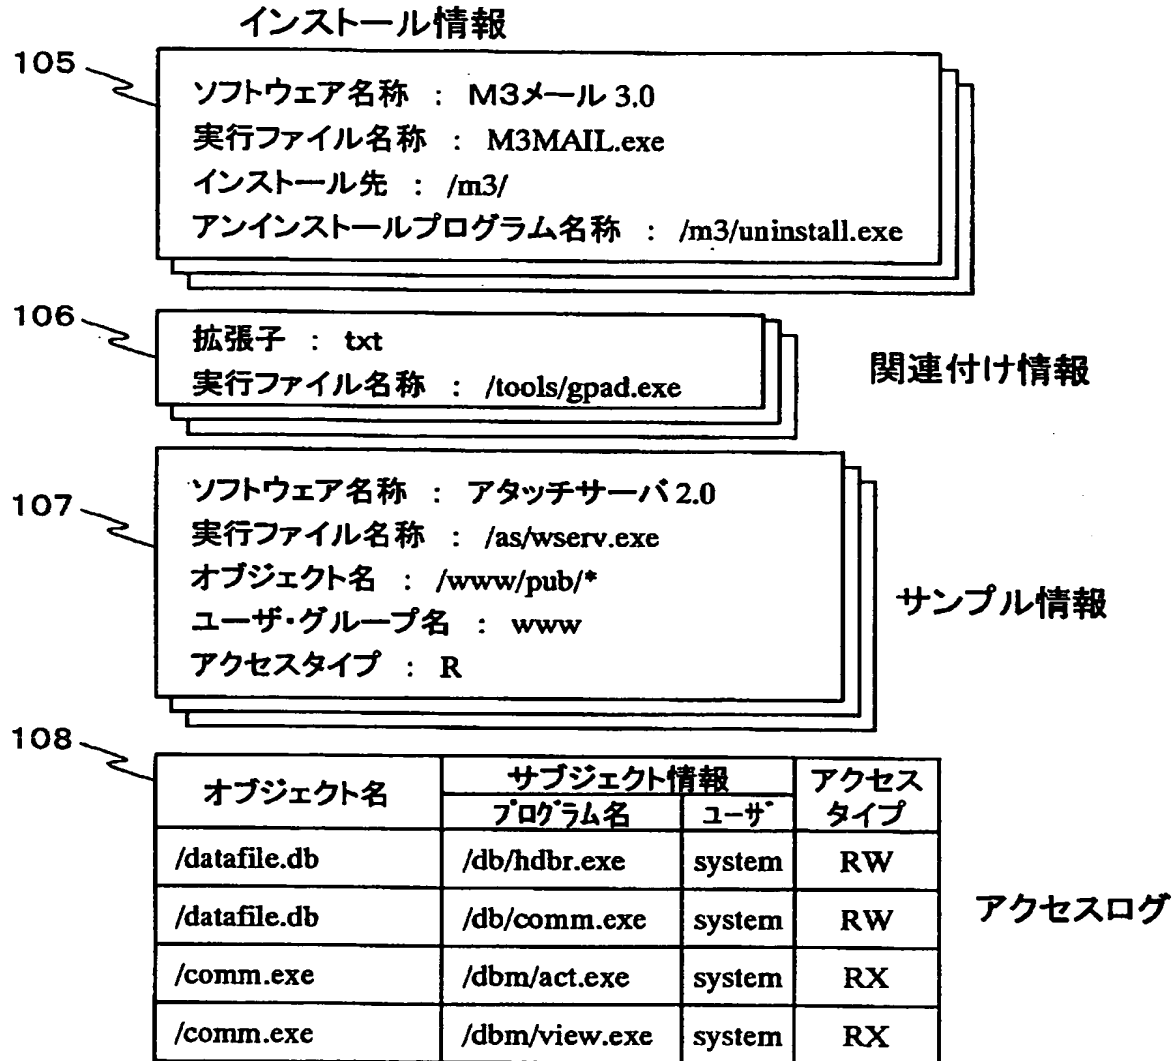 インストール情報
105
ソフトウェア名称 : M3メール 3.0
実行ファイル名称 : M3MAIL.exe
インストール先 : /m3/
アンインストールプログラム名称 : /m3/uninstall.exe
106
拡張子 : txt
実行ファイル名称 : /tools/gpad.exe
関連付け情報
107
ソフトウェア名称 : アタッチサーバ 2.0
実行ファイル名称 : /as/wserv.exe
オブジェクト名 : /www/pub/*
ユーザ・グループ名 : www
アクセスタイプ : R
サンプル情報
108
オブジェクト名 サブジェクト情報 アクセス
プログラム名 ユーザ タイプ
/datafile.db /db/hdbr.exe system RW
/datafile.db /db/comm.exe system RW
/comm.exe /dbm/act.exe system RX
/comm.exe /dbm/view.exe system RX
アクセスログ